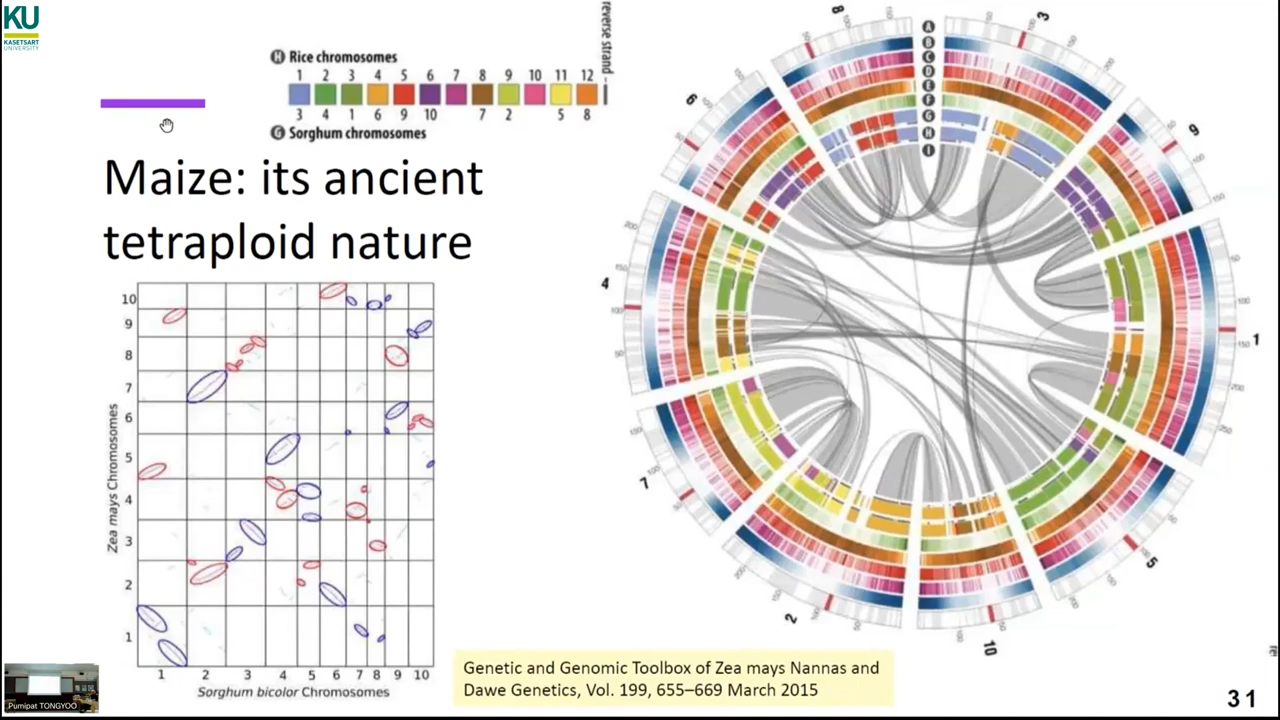 KU
KASETSART
UNIVERSITY
reverse strand –
H Rice chromosomes
1 2 3 4 5 6 7 8 9 10 11 12
3 4 1 6 9 10 7 2 5 8
G Sorghum chromosomes
Maize: its ancient
tetraploid nature
10
9
8
7
6
5
4
3
2
1
Zea mays Chromosomes
1 2 3 4 5 6 7 8 9 10
Sorghum bicolor Chromosomes
A
B
C
D
E
F
G
H
I
8
3
6
9
4
1
7
5
2
10
Genetic and Genomic Toolbox of Zea mays Nannas and
Dawe Genetics, Vol. 199, 655–669 March 2015
31
Pumipat TONGYOO